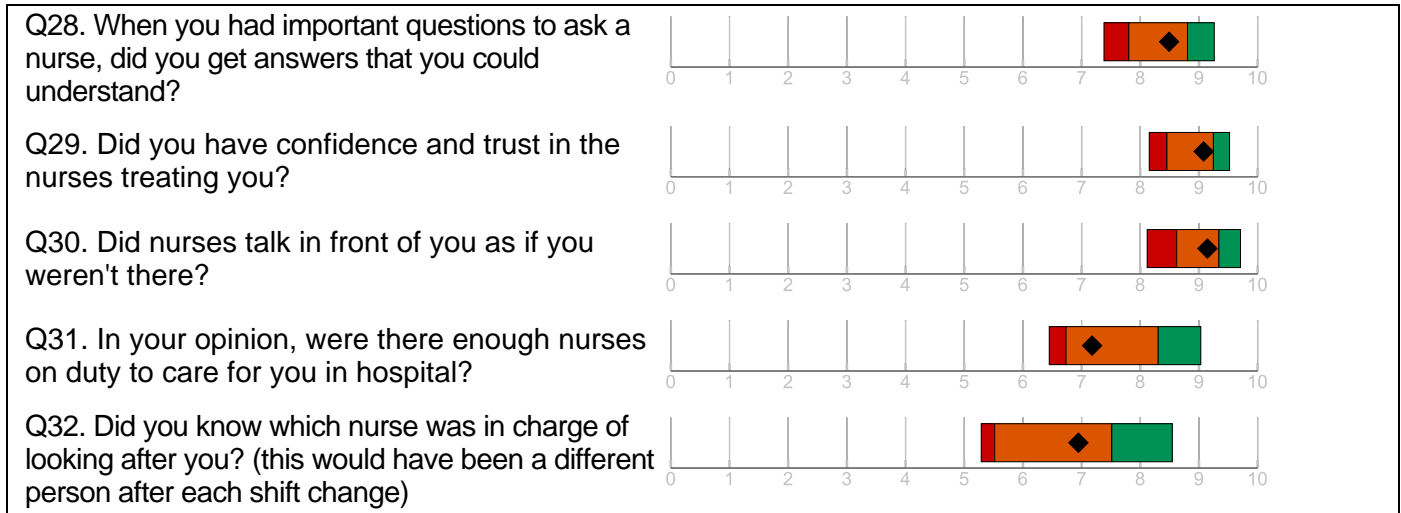 Q28. When you had important questions to ask a
nurse, did you get answers that you could
understand?
0 1 2 3 4 5 6 7 8 9 10
Q29. Did you have confidence and trust in the
nurses treating you?
0 1 2 3 4 5 6 7 8 9 10
Q30. Did nurses talk in front of you as if you
weren't there?
0 1 2 3 4 5 6 7 8 9 10
Q31. In your opinion, were there enough nurses
on duty to care for you in hospital?
0 1 2 3 4 5 6 7 8 9 10
Q32. Did you know which nurse was in charge of
looking after you? (this would have been a different
person after each shift change)
0 1 2 3 4 5 6 7 8 9 10